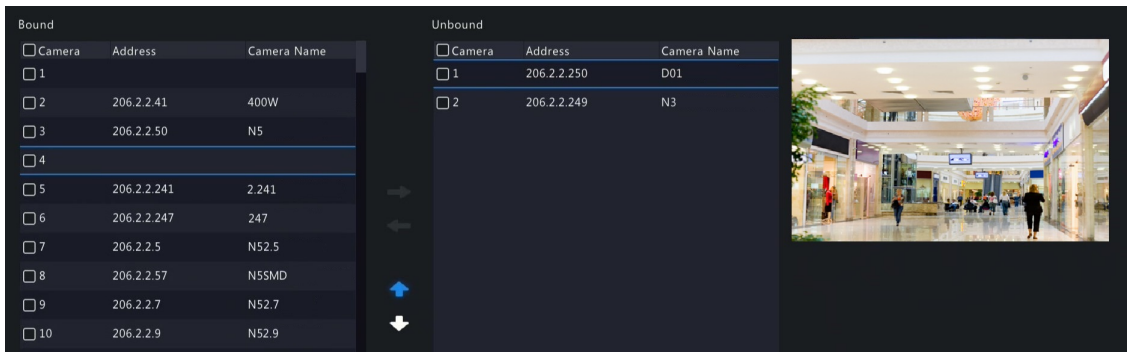 Bound
Camera Address Camera Name
1
2 206.2.2.41 400W
3 206.2.2.50 N5
4
5 206.2.2.241 2.241
6 206.2.2.247 247
7 206.2.2.5 N52.5
8 206.2.2.57 N5SMD
9 206.2.2.7 N52.7
10 206.2.2.9 N52.9
Unbound
Camera Address Camera Name
1 206.2.2.250 D01
2 206.2.2.249 N3